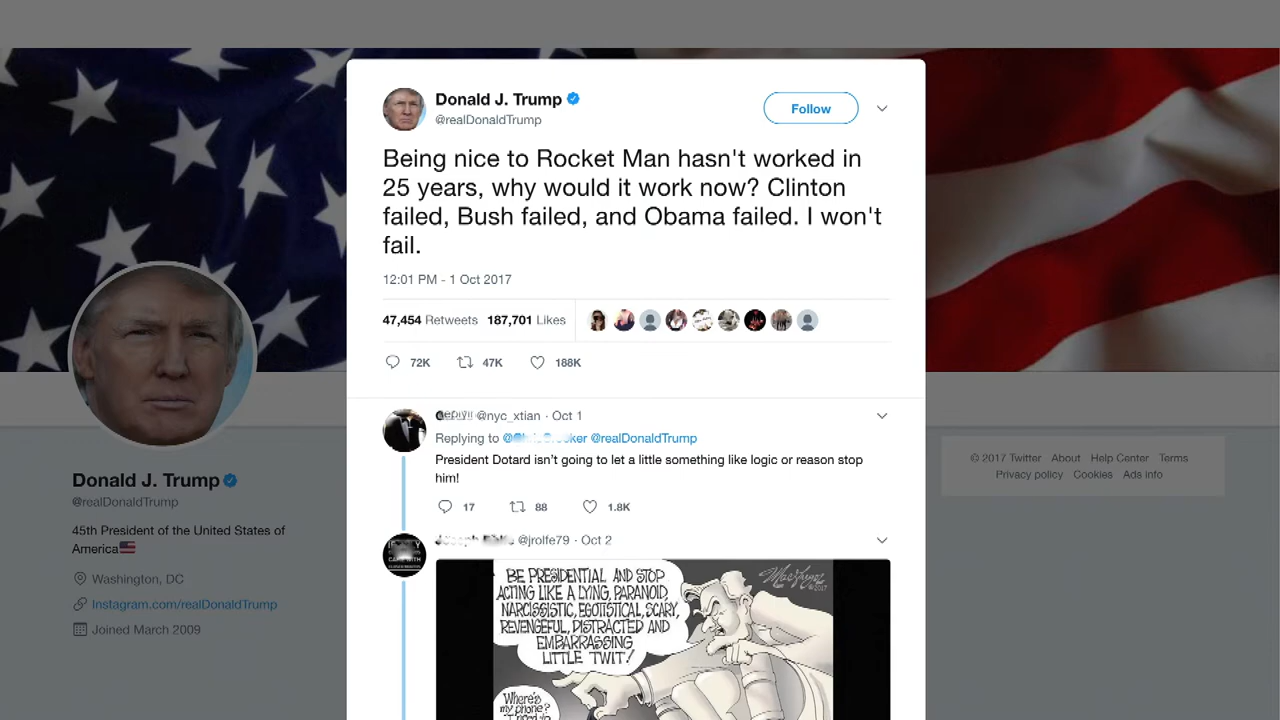 Donald J. Trump
@realDonaldTrump
Follow
Being nice to Rocket Man hasn't worked in
25 years, why would it work now? Clinton
failed, Bush failed, and Obama failed. I won't
fail.
12:01 PM - 1 Oct 2017
47,454 Retweets 187,701 Likes
72K 47K 188K
@nyc_xtian · Oct 1
Replying to @realDonaldTrump
President Dotard isn't going to let a little something like logic or reason stop
him!
17 88 1.8K
@jrolfe79 · Oct 2
BE PRESIDENTIAL AND STOP
ACTING LIKE A LYING, PARANOID,
NARCISSISTIC, EGOTISTICAL, SCARY,
REVENGEFUL, DISTRACTED AND
EMBARRASSING
LITTLE TWIT!
Where's
my phone?
Donald J. Trump
@realDonaldTrump
45th President of the United States of
America
Washington, DC
Instagram.com/realDonaldTrump
Joined March 2009
© 2017 Twitter About Help Center Terms
Privacy policy Cookies Ads info